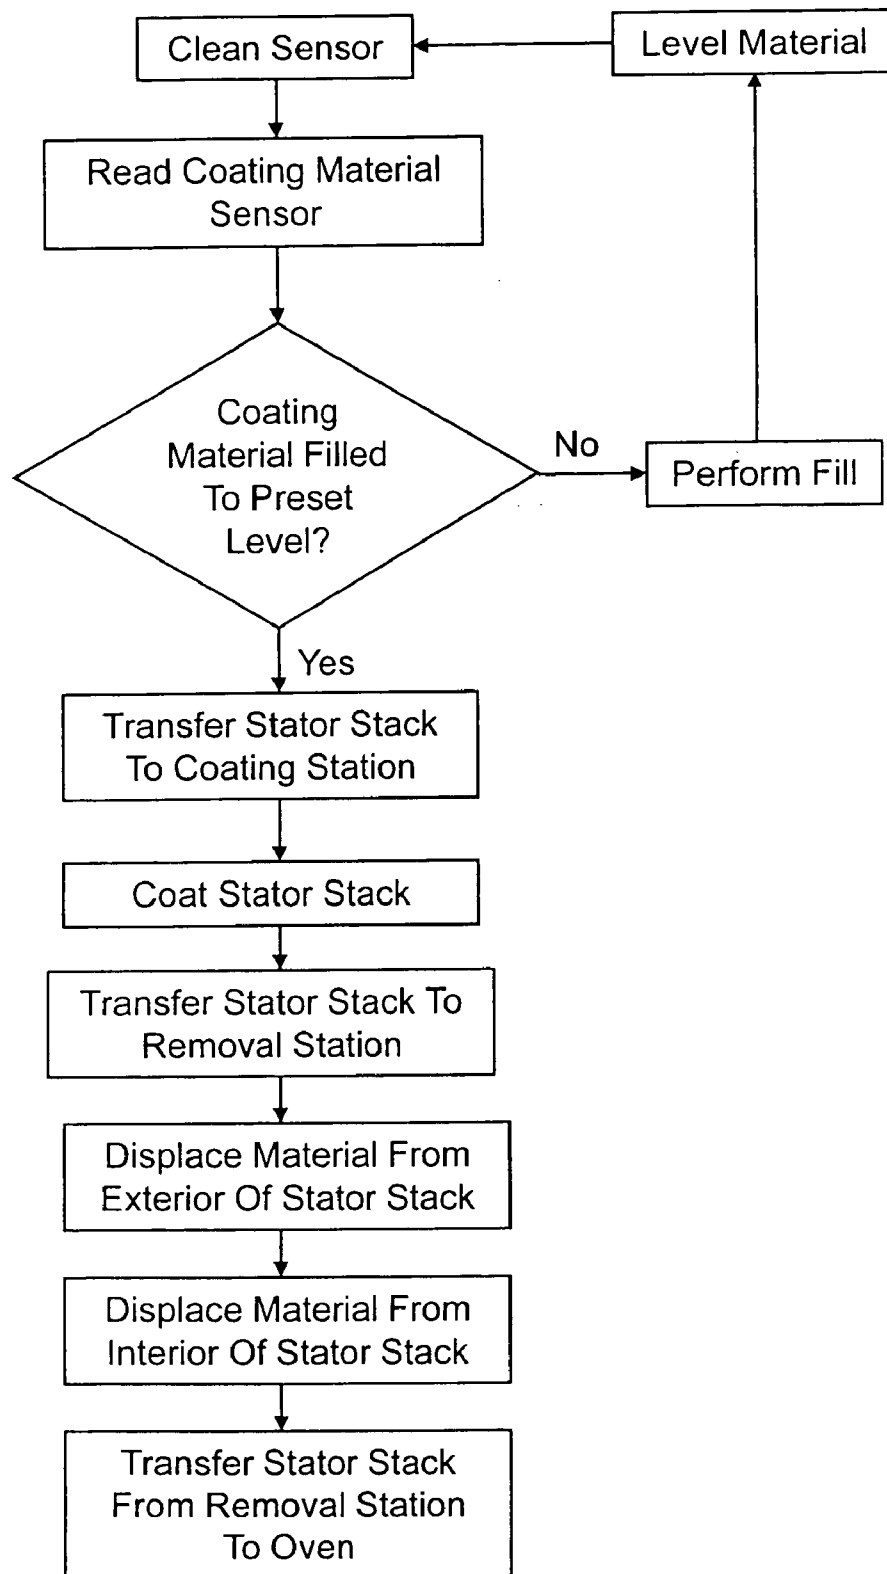 Clean Sensor
Level Material
Read Coating Material
Sensor
Coating
Material Filled
To Preset
Level?
No
Perform Fill
Yes
Transfer Stator Stack
To Coating Station
Coat Stator Stack
Transfer Stator Stack To
Removal Station
Displace Material From
Exterior Of Stator Stack
Displace Material From
Interior Of Stator Stack
Transfer Stator Stack
From Removal Station
To Oven